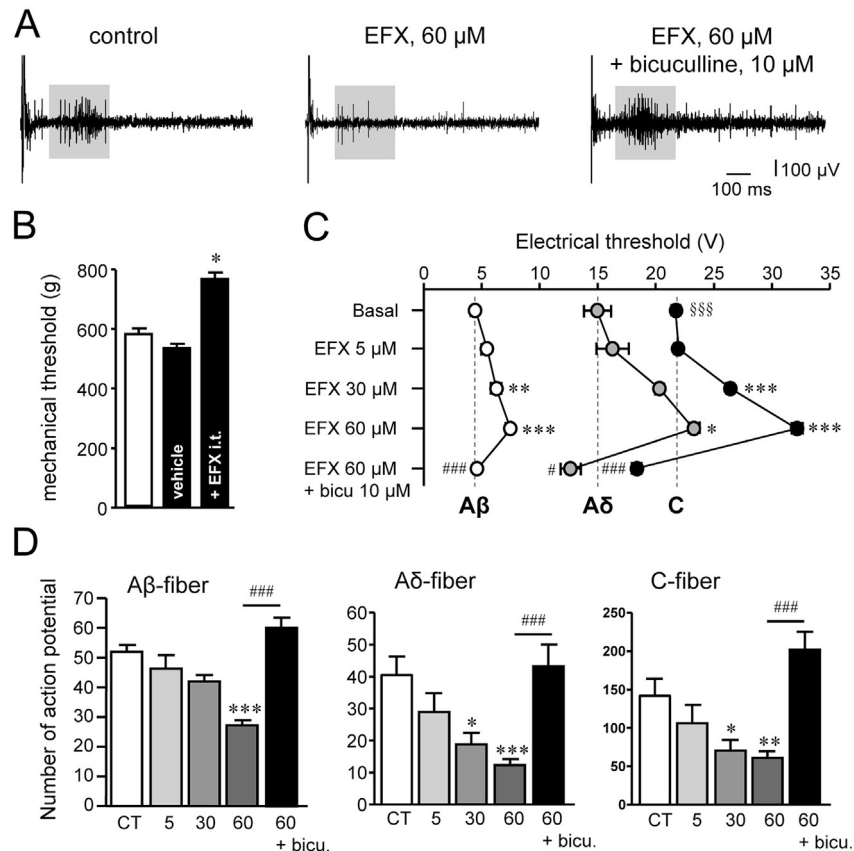 A
control
EFX, 60 µM
EFX, 60 µM
+ bicuculline, 10 µM
100 µV
100 ms
B
mechanical threshold (g)
800
600
400
200
0
*
vehicle
+ EFX i.t.
C
Electrical threshold (V)
0 5 10 15 20 25 30 35
Basal §§§
EFX 5 µM
EFX 30 µM ** ***
EFX 60 µM *** * ***
EFX 60 µM ### # ###
+ bicu 10 µM
Aβ Aδ C
D
Number of action potential
Aβ-fiber
70
60
50
40
30
20
10
0
***
###
CT 5 30 60 60
+ bicu.
Aδ-fiber
60
50
40
30
20
10
0
*
***
###
CT 5 30 60 60
+ bicu.
C-fiber
250
200
150
100
50
0
*
**
###
CT 5 30 60 60
+ bicu.